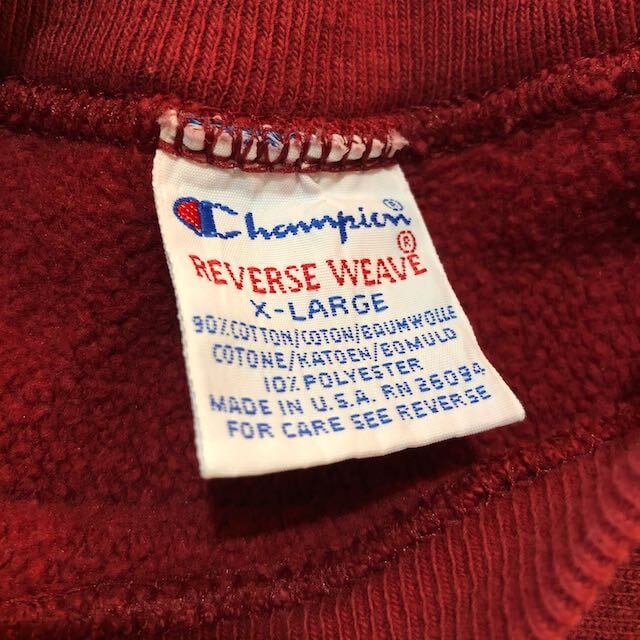 Champion®
REVERSE WEAVE®
X-LARGE
90% COTTON/COTON/BAUMWOLLE
COTONE/KATOEN/BOMULD
10% POLYESTER
MADE IN U.S.A. RN 26094
FOR CARE SEE REVERSE